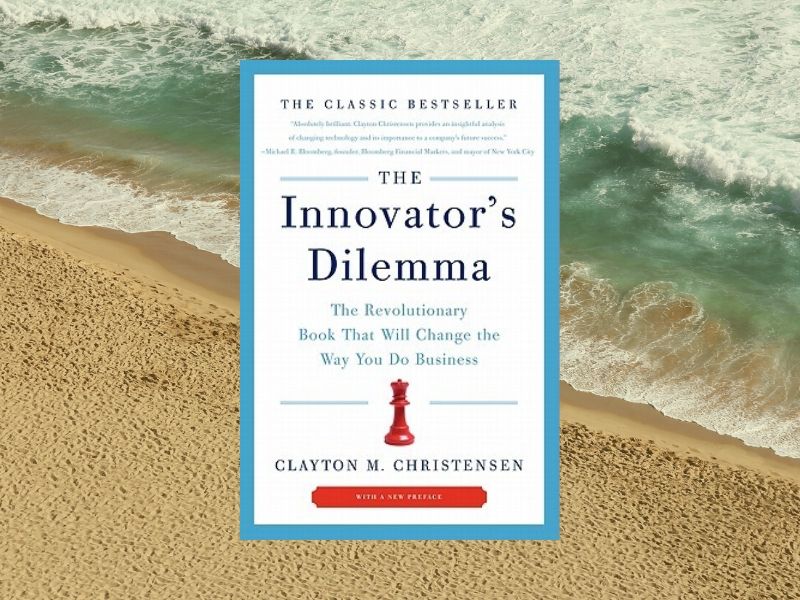 THE CLASSIC BESTSELLER
"Absolutely brilliant. Clayton Christensen provides an insightful analysis
of changing technology and its importance to a company's future success."
–Michael R. Bloomberg, founder, Bloomberg Financial Markets, and mayor of New York City
THE
Innovator's
Dilemma
The Revolutionary
Book That Will Change the
Way You Do Business
CLAYTON M. CHRISTENSEN
WITH A NEW PREFACE